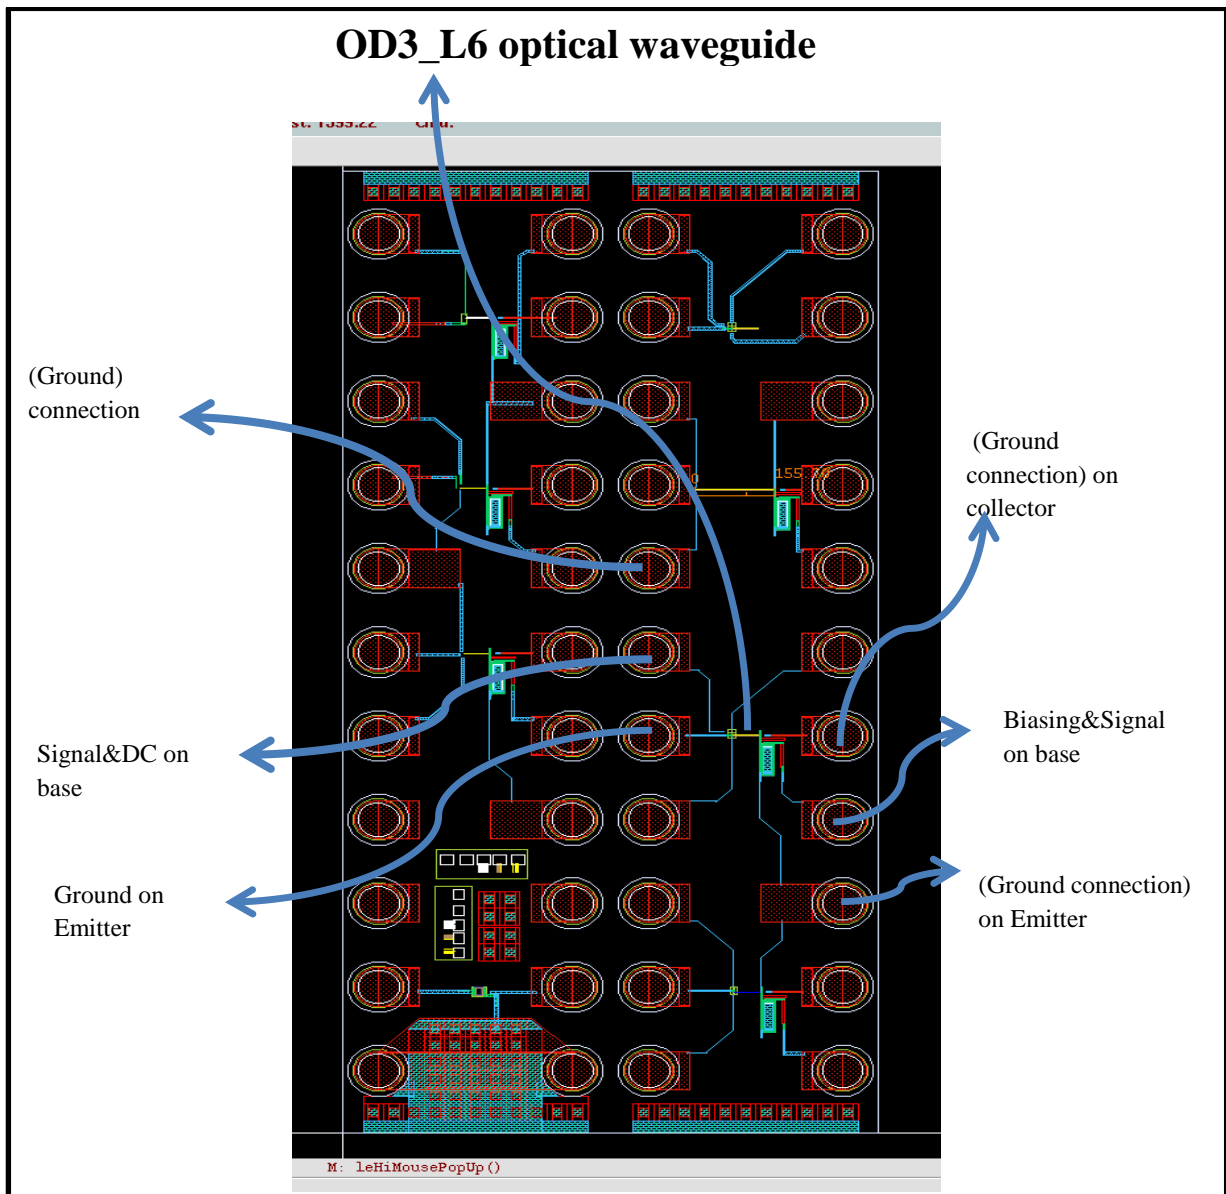 OD3_L6 optical waveguide
(Ground)
connection
(Ground
connection) on
collector
Signal&DC on
base
Biasing&Signal
on base
Ground on
Emitter
(Ground connection)
on Emitter
M: leHiMousePopUp()